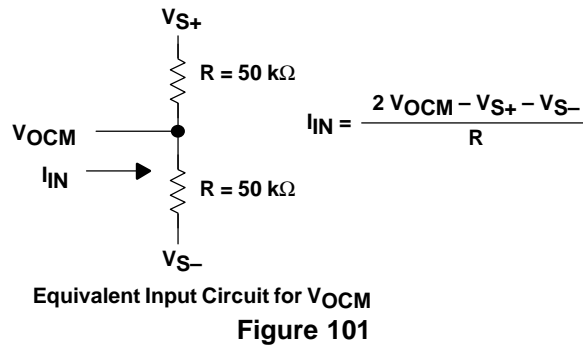 VS+
R = 50 kΩ
VOCM
IIN
R = 50 kΩ
VS–
IIN = 2 VOCM – VS+ – VS–
R
Equivalent Input Circuit for VOCM
Figure 101